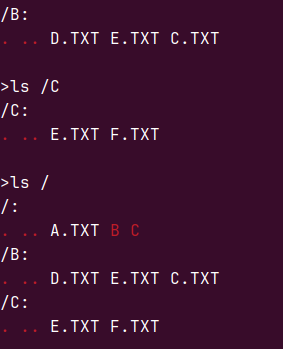 /B:
. .. D.TXT E.TXT C.TXT
>ls /C
/C:
. .. E.TXT F.TXT
>ls /
/:
. .. A.TXT B C
/B:
. .. D.TXT E.TXT C.TXT
/C:
. .. E.TXT F.TXT